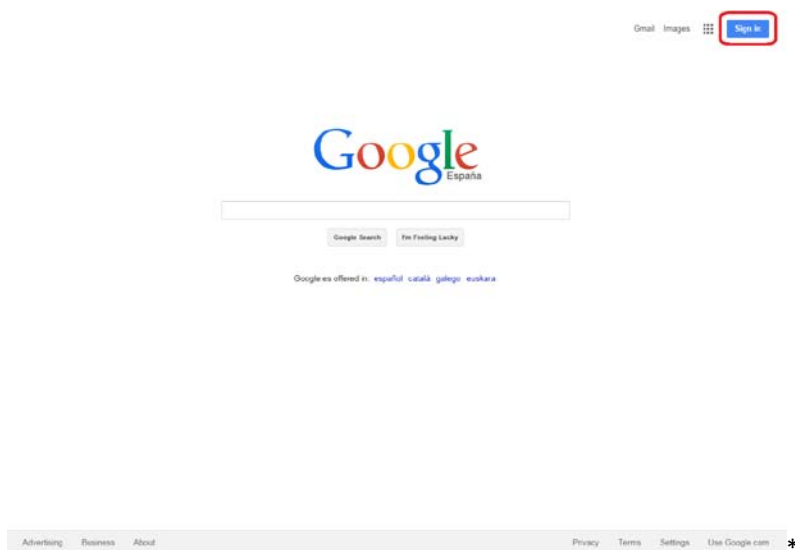 Gmail Images Sign in
Google
España
Google Search I'm Feeling Lucky
Google.es offered in: español català galego euskara
Advertising Business About Privacy Terms Settings Use Google.com *